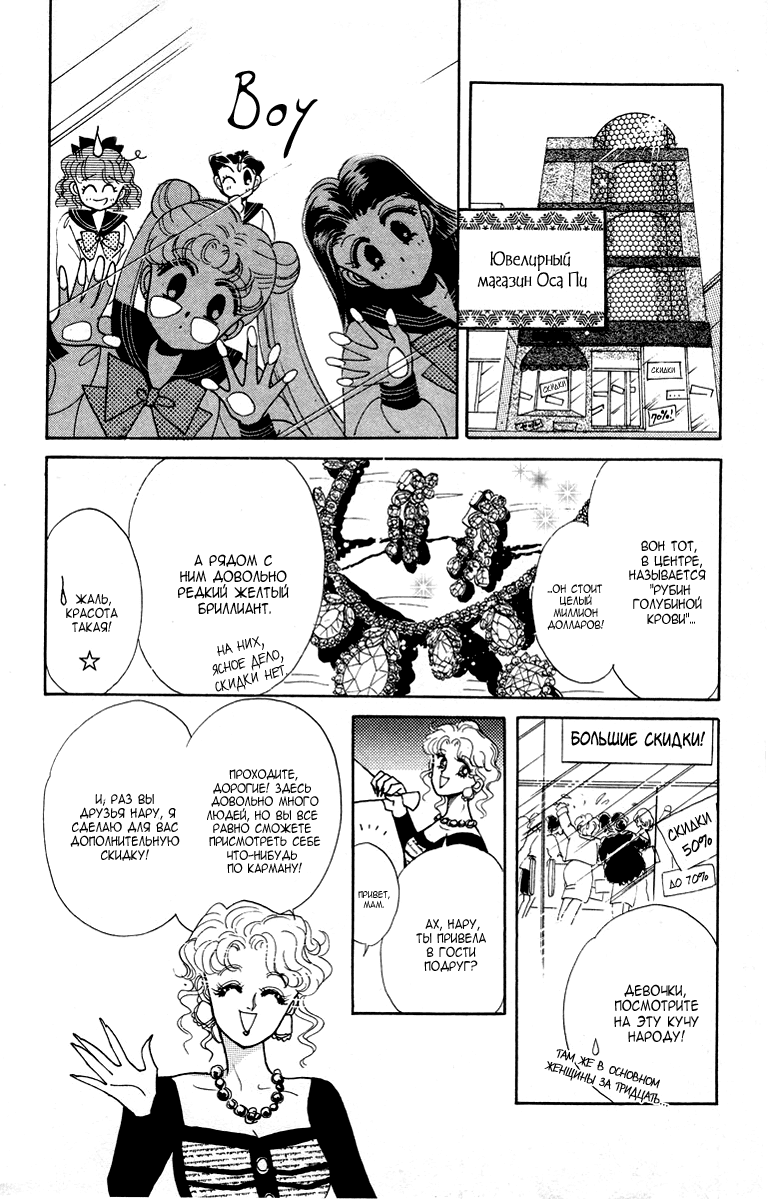 Ювелирный
магазин Оса Пи
СКИДКИ
СКИДКИ
70%!
Boy
ВОН ТОТ,
В ЦЕНТРЕ,
НАЗЫВАЕТСЯ
"РУБИН
ГОЛУБИНОЙ
КРОВИ"...
...ОН СТОИТ
ЦЕЛЫЙ
МИЛЛИОН
ДОЛЛАРОВ!
А РЯДОМ С
НИМ ДОВОЛЬНО
РЕДКИЙ ЖЕЛТЫЙ
БРИЛЛИАНТ.
НА НИХ,
ЯСНОЕ ДЕЛО,
СКИДКИ НЕТ
ЖАЛЬ,
КРАСОТА
ТАКАЯ!
БОЛЬШИЕ СКИДКИ!
СКИДКИ
50%
ДО 70%
ДЕВОЧКИ,
ПОСМОТРИТЕ
НА ЭТУ КУЧУ
НАРОДУ!
ТАМ ЖЕ В ОСНОВНОМ
ЖЕНЩИНЫ ЗА ТРИДЦАТЬ...
АХ, НАРУ,
ТЫ ПРИВЕЛА
В ГОСТИ
ПОДРУГ?
ПРИВЕТ,
МАМ.
ПРОХОДИТЕ,
ДОРОГИЕ! ЗДЕСЬ
ДОВОЛЬНО МНОГО
ЛЮДЕЙ, НО ВЫ ВСЕ
РАВНО СМОЖЕТЕ
ПРИСМОТРЕТЬ СЕБЕ
ЧТО-НИБУДЬ
ПО КАРМАНУ!
И, РАЗ ВЫ
ДРУЗЬЯ НАРУ, Я
СДЕЛАЮ ДЛЯ ВАС
ДОПОЛНИТЕЛЬНУЮ
СКИДКУ!